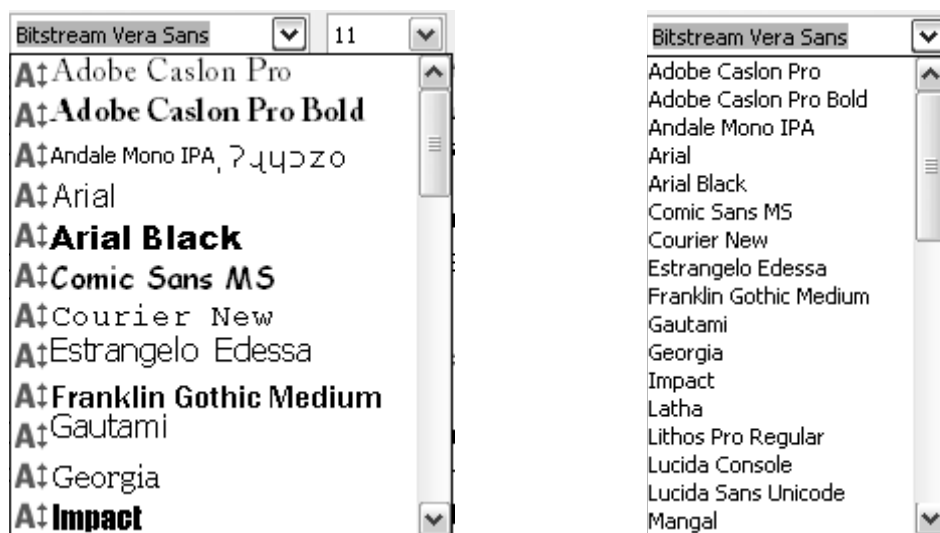 Bitstream Vera Sans 11
Adobe Caslon Pro
Adobe Caslon Pro Bold
Andale Mono IPA
Arial
Arial Black
Comic Sans MS
Courier New
Estrangelo Edessa
Franklin Gothic Medium
Gautami
Georgia
Impact
Bitstream Vera Sans
Adobe Caslon Pro
Adobe Caslon Pro Bold
Andale Mono IPA
Arial
Arial Black
Comic Sans MS
Courier New
Estrangelo Edessa
Franklin Gothic Medium
Gautami
Georgia
Impact
Latha
Lithos Pro Regular
Lucida Console
Lucida Sans Unicode
Mangal